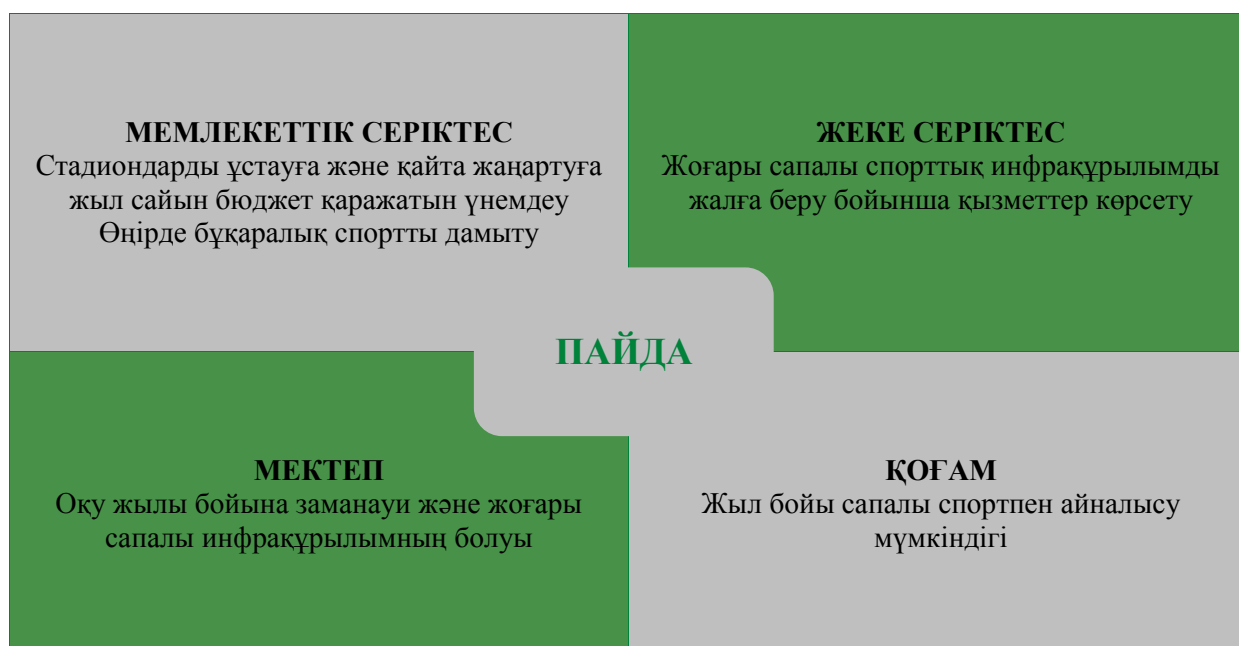 МЕМЛЕКЕТТІК СЕРІКТЕС
Стадиондарды ұстауға және қайта жаңартуға
жыл сайын бюджет қаражатын үнемдеу
Өңірде бұқаралық спортты дамыту
ЖЕКЕ СЕРІКТЕС
Жоғары сапалы спорттық инфрақұрылымды
жалға беру бойынша қызметтер көрсету
ПАЙДА
МЕКТЕП
Оқу жылы бойына заманауи және жоғары
сапалы инфрақұрылымның болуы
ҚОҒАМ
Жыл бойы сапалы спортпен айналысу
мүмкіндігі